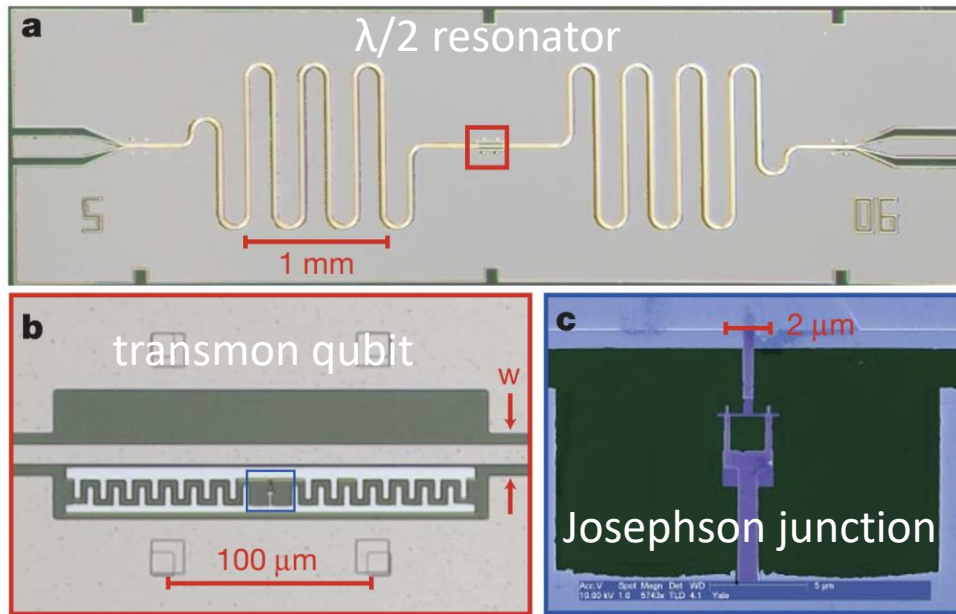 a
λ/2 resonator
5
06
1 mm
b
transmon qubit
w
100 μm
c
2 μm
Josephson junction
Acc.V Spot Magn Det WD 5 μm
10.00 kV 1.0 5743x TLD 4.1 Yale